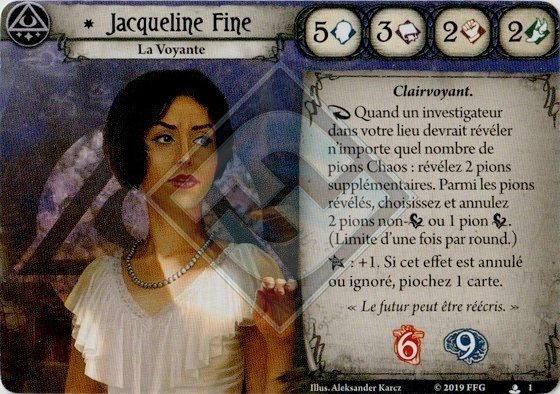 * Jacqueline Fine
La Voyante
5 3 2 2
Clairvoyant.
Quand un investigateur
dans votre lieu devrait révéler
n'importe quel nombre de
pions Chaos : révélez 2 pions
supplémentaires. Parmi les pions
révélés, choisissez et annulez
2 pions non- ou 1 pion .
(Limite d'une fois par round.)
: +1. Si cet effet est annulé
ou ignoré, piochez 1 carte.
« Le futur peut être réécris. »
6 9
Illus. Aleksander Karcz © 2019 FFG 1